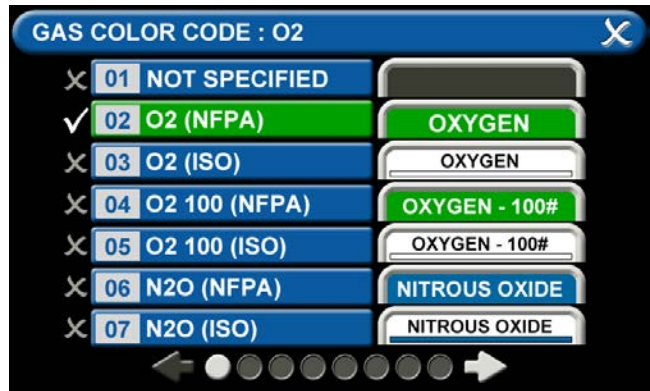 GAS COLOR CODE : O2
01 NOT SPECIFIED
02 O2 (NFPA) OXYGEN
03 O2 (ISO) OXYGEN
04 O2 100 (NFPA) OXYGEN - 100#
05 O2 100 (ISO) OXYGEN - 100#
06 N2O (NFPA) NITROUS OXIDE
07 N2O (ISO) NITROUS OXIDE